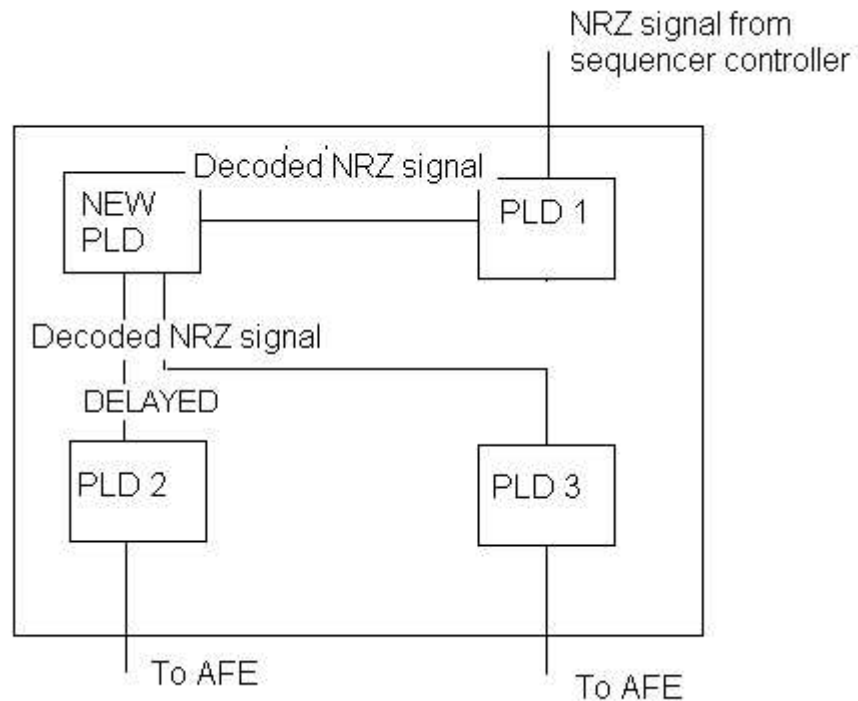 NRZ signal from
sequencer controller
Decoded NRZ signal
NEW
PLD
PLD 1
Decoded NRZ signal
DELAYED
PLD 2
PLD 3
To AFE
To AFE